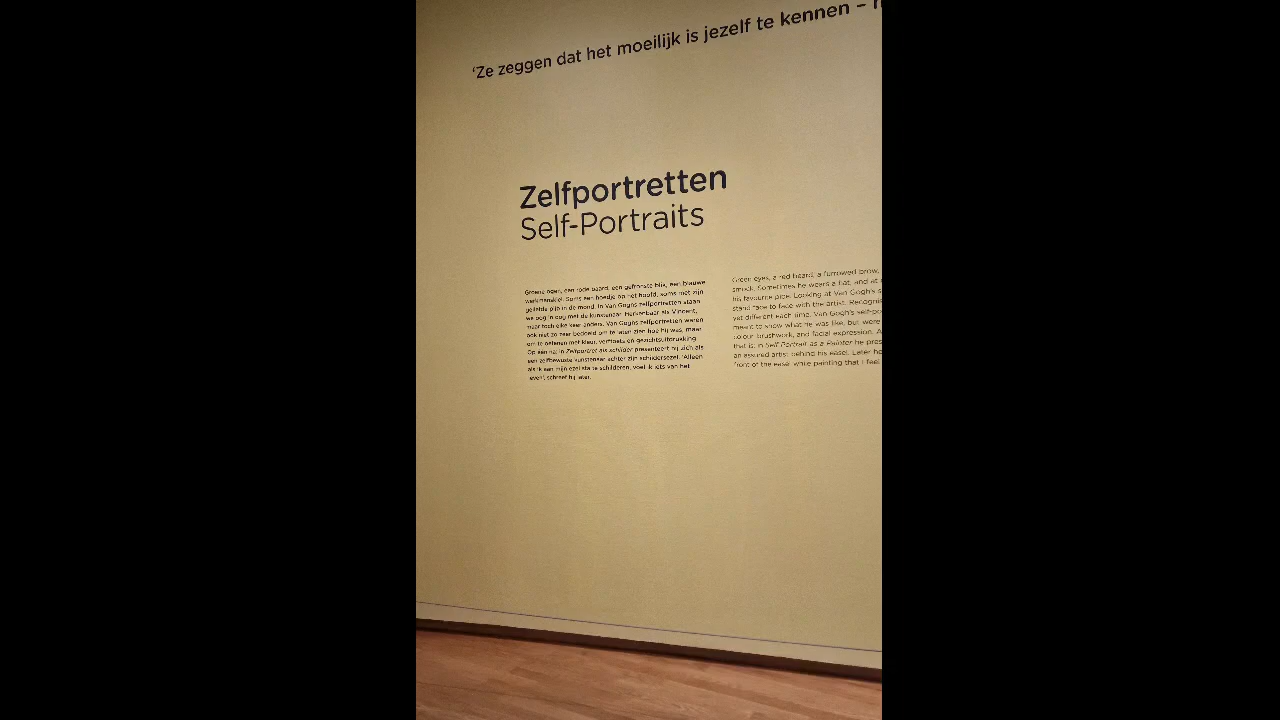 ‘Ze zeggen dat het moeilijk is jezelf te kennen –
Zelfportretten
Self-Portraits
Groene ogen, een rode baard, een gefronste blik, een blauwe
werkmanskiel. Soms een hoedje op het hoofd, soms met zijn
geliefde pijp in de mond. In Van Goghs zelfportretten staan
we oog in oog met de kunstenaar. Herkenbaar als Vincent,
maar toch elke keer anders. Van Goghs zelfportretten waren
ook niet zo zeer bedoeld om te laten zien hoe hij was, maar
om te oefenen met kleur, verftoets en gezichtsuitdrukking.
Op een na: in Zelfportret als schilder presenteert hij zich als
een zelfbewuste kunstenaar achter zijn schildersezel. ‘Alleen
als ik aan mijn ezel sta te schilderen, voel ik iets van het
leven’, schreef hij later.
Green eyes, a red beard, a furrowed brow,
smock. Sometimes he wears a hat, and at
his favourite pipe. Looking at Van Gogh’s
stand face to face with the artist.
yet different each time. Van Gogh’s
meant to show what he was like, but were
colour, brushwork, and facial expression.
that is: in Self-Portrait as a Painter he
an assured artist behind his easel. Later he
front of the easel while painting that I feel